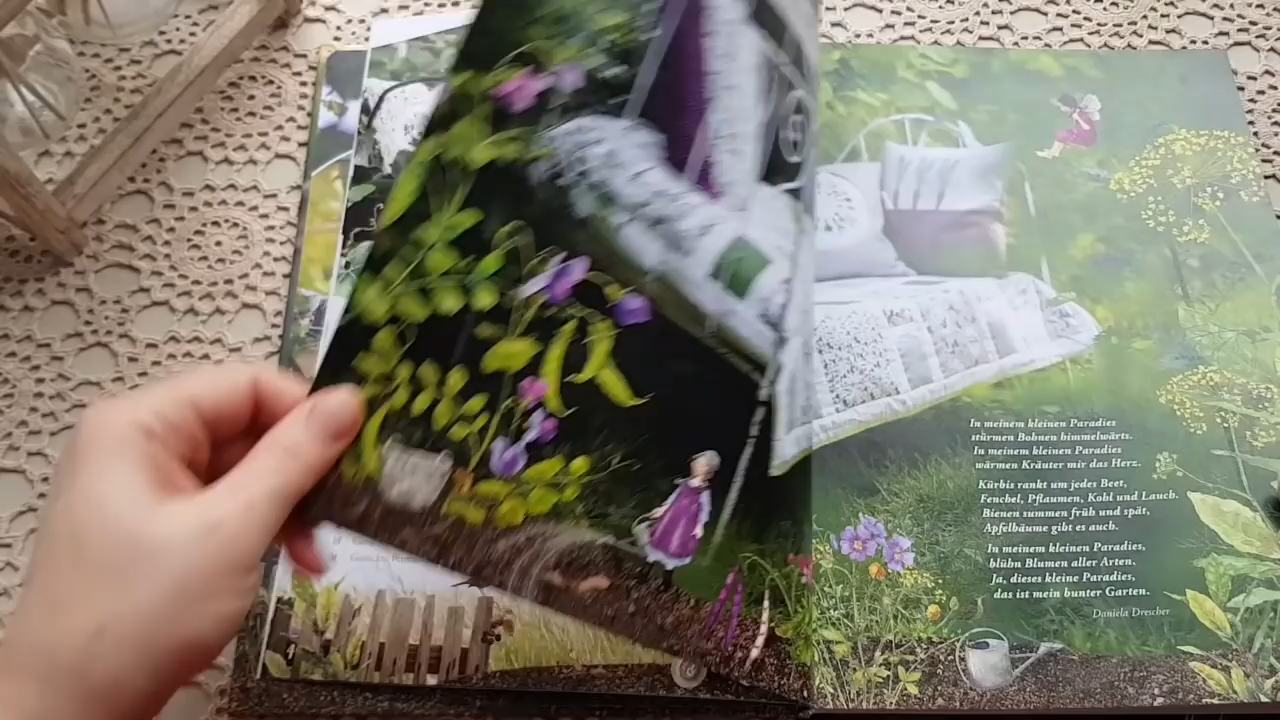 In meinem kleinen Paradies
stürmen Bohnen himmelwärts.
In meinem kleinen Paradies
wärmen Kräuter mir das Herz.
Kürbis rankt um jedes Beet,
Fenchel, Pflaumen, Kohl und Lauch.
Bienen summen früh und spät,
Apfelbäume gibt es auch.
In meinem kleinen Paradies,
blühn Blumen aller Arten.
Ja, dieses kleine Paradies,
das ist mein bunter Garten.
Daniela Drescher